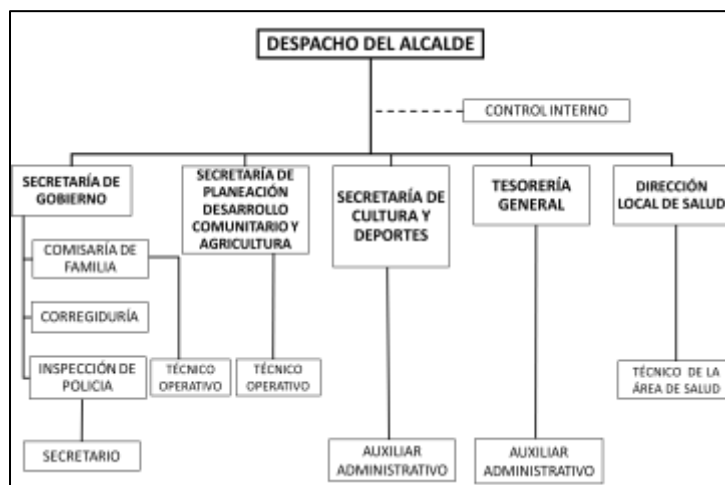 DESPACHO DEL ALCALDE
CONTROL INTERNO
SECRETARÍA DE
GOBIERNO
SECRETARÍA DE
PLANEACIÓN
DESARROLLO
COMUNITARIO Y
AGRICULTURA
SECRETARÍA DE
CULTURA Y
DEPORTES
TESORERÍA
GENERAL
DIRECCIÓN
LOCAL DE SALUD
COMISARÍA DE
FAMILIA
CORREGIDURÍA
INSPECCIÓN DE
POLICIA
TÉCNICO
OPERATIVO
TÉCNICO
OPERATIVO
TÉCNICO DE LA
ÁREA DE SALUD
SECRETARIO
AUXILIAR
ADMINISTRATIVO
AUXILIAR
ADMINISTRATIVO